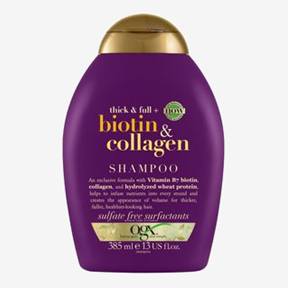 thick & full +
biotin &
collagen
SHAMPOO
An exclusive formula with Vitamin B7 biotin,
collagen, and hydrolyzed wheat protein,
helps to infuse nutrients into every strand and
creates the appearance of volume for thicker,
fuller, healthier-looking hair.
sulfate free surfactants
ogx
385 ml e 13 US fl.oz.